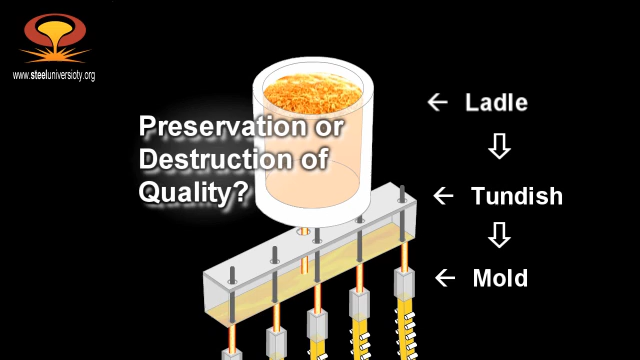 www.steeluniversioty.org
Preservation or
Destruction of
Quality?
← Ladle
⇩
← Tundish
⇩
← Mold